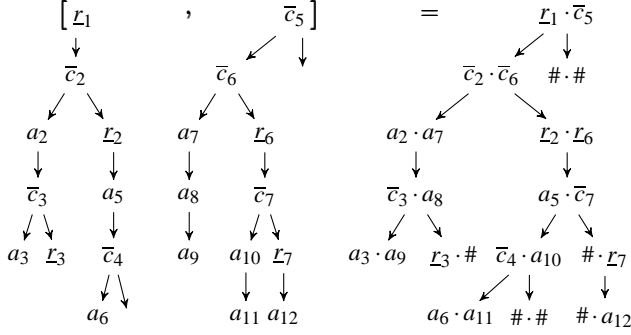 [ r̲₁ , c̅₅ ] = r̲₁ · c̅₅
c̅₂ c̅₆ c̅₂ · c̅₆ # · #
a₂ r̲₂ a₇ r̲₆ a₂ · a₇ r̲₂ · r̲₆
c̅₃ a₅ a₈ c̅₇ c̅₃ · a₈ a₅ · c̅₇
a₃ r̲₃ c̅₄ a₉ a₁₀ r̲₇ a₃ · a₉ r̲₃ · # c̅₄ · a₁₀ # · r̲₇
a₆ a₁₁ a₁₂ a₆ · a₁₁ # · # # · a₁₂